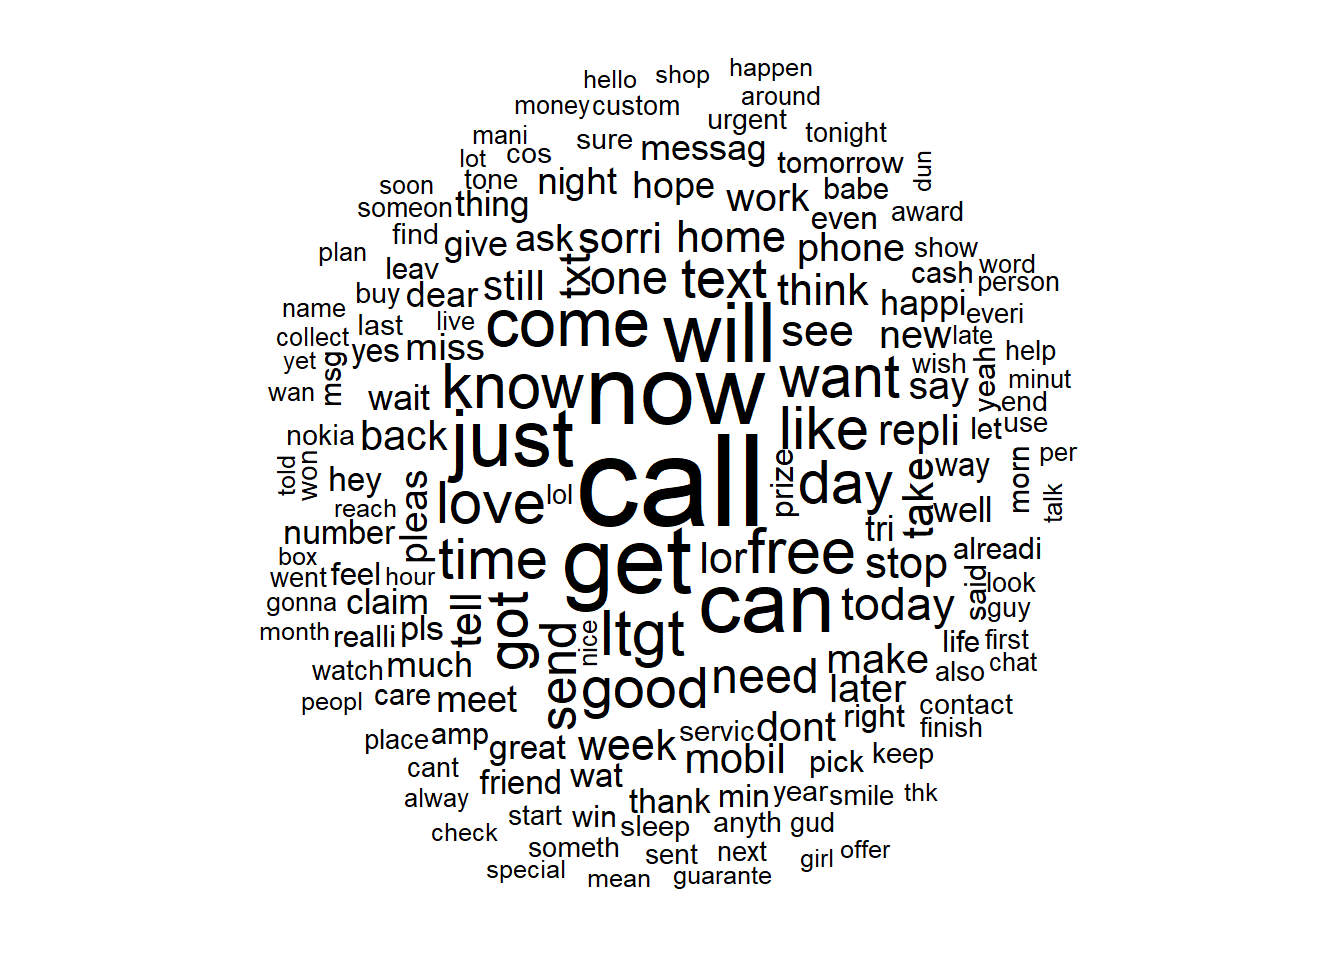 hello shop happen
money custom around
urgent
mani sure messag tonight
lot cos tomorrow dun
soon tone night hope work babe
someon thing even award
find give ask sorri home phone show
plan leav txt one text think cash word
person
name buy dear still happi everi
collect last live come will see new late
yet yes miss wish help
wan msg wait know now want say yeah minut
end
nokia back just like repli let use
told won hey prize day take way morn per
reach pleas love lol call well talk
number tri
box time get lor free stop alreadi
went feel hour look
gonna claim tell got can today said guy
month realli pls send nice ltgt life first
watch much good need make also chat
peopl care meet later contact
place amp great week servic dont right finish
cant friend wat mobil pick keep
alway thank min year smile thk
check start win sleep anyth gud
someth sent next girl offer
special mean guarante